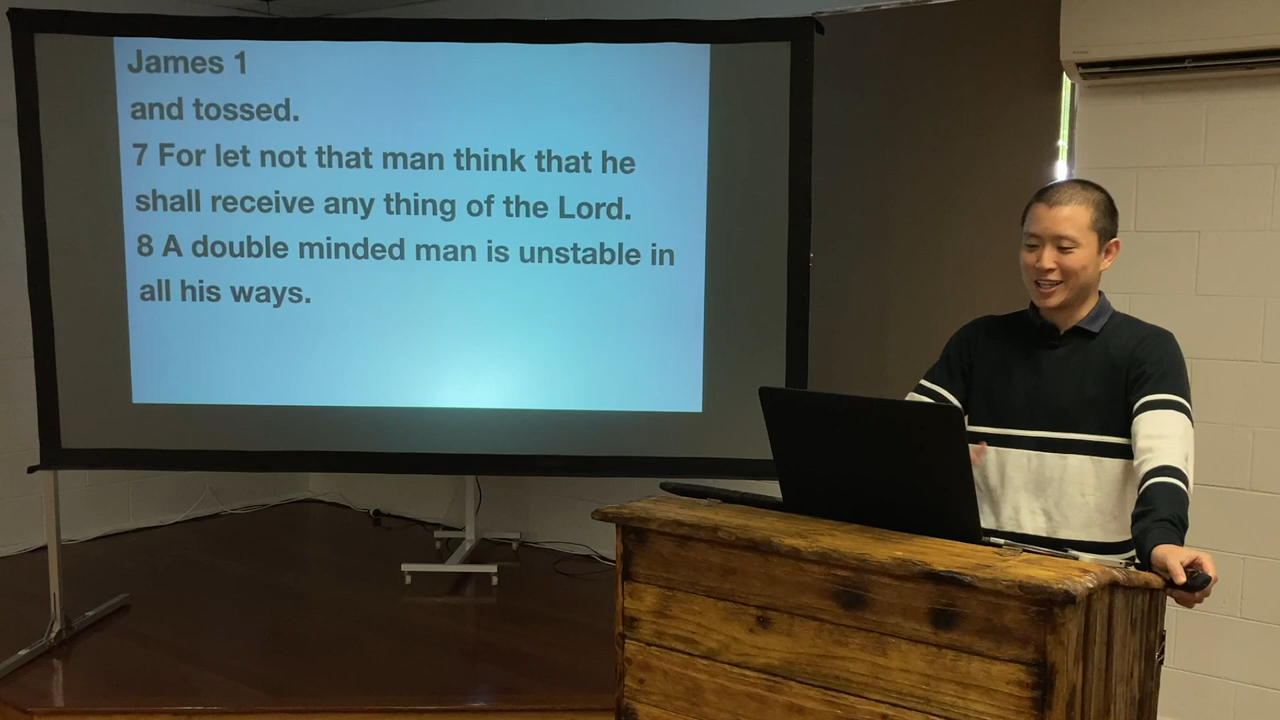 James 1
and tossed.
7 For let not that man think that he
shall receive any thing of the Lord.
8 A double minded man is unstable in
all his ways.